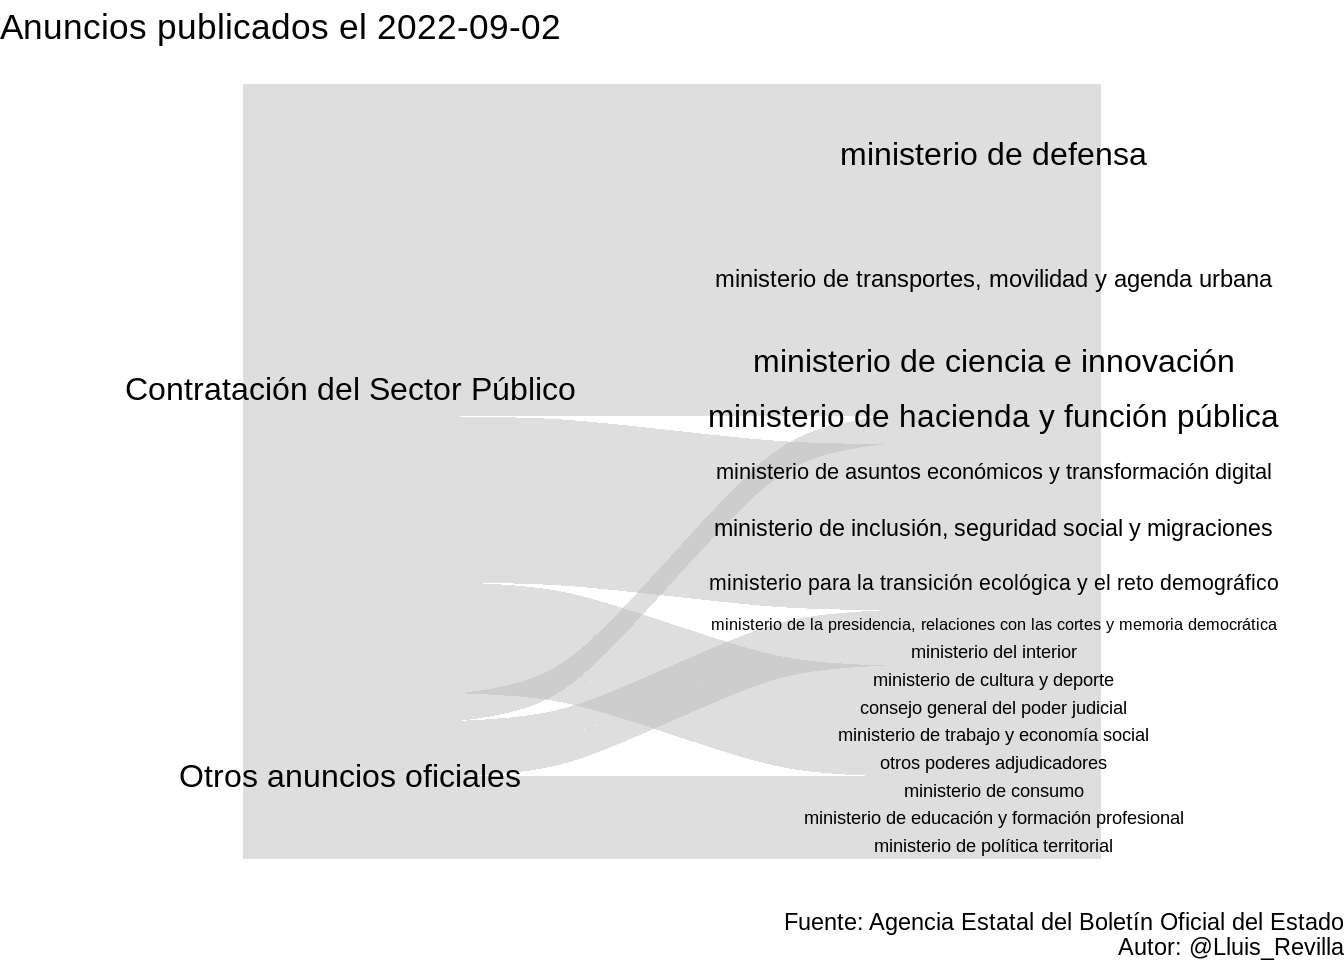 Anuncios publicados el 2022-09-02
ministerio de defensa
ministerio de transportes, movilidad y agenda urbana
ministerio de ciencia e innovación
Contratación del Sector Público
ministerio de hacienda y función pública
ministerio de asuntos económicos y transformación digital
ministerio de inclusión, seguridad social y migraciones
ministerio para la transición ecológica y el reto demográfico
ministerio de la presidencia, relaciones con las cortes y memoria democrática
ministerio del interior
ministerio de cultura y deporte
consejo general del poder judicial
ministerio de trabajo y economía social
otros poderes adjudicadores
Otros anuncios oficiales
ministerio de consumo
ministerio de educación y formación profesional
ministerio de política territorial
Fuente: Agencia Estatal del Boletín Oficial del Estado
Autor: @Lluis_Revilla